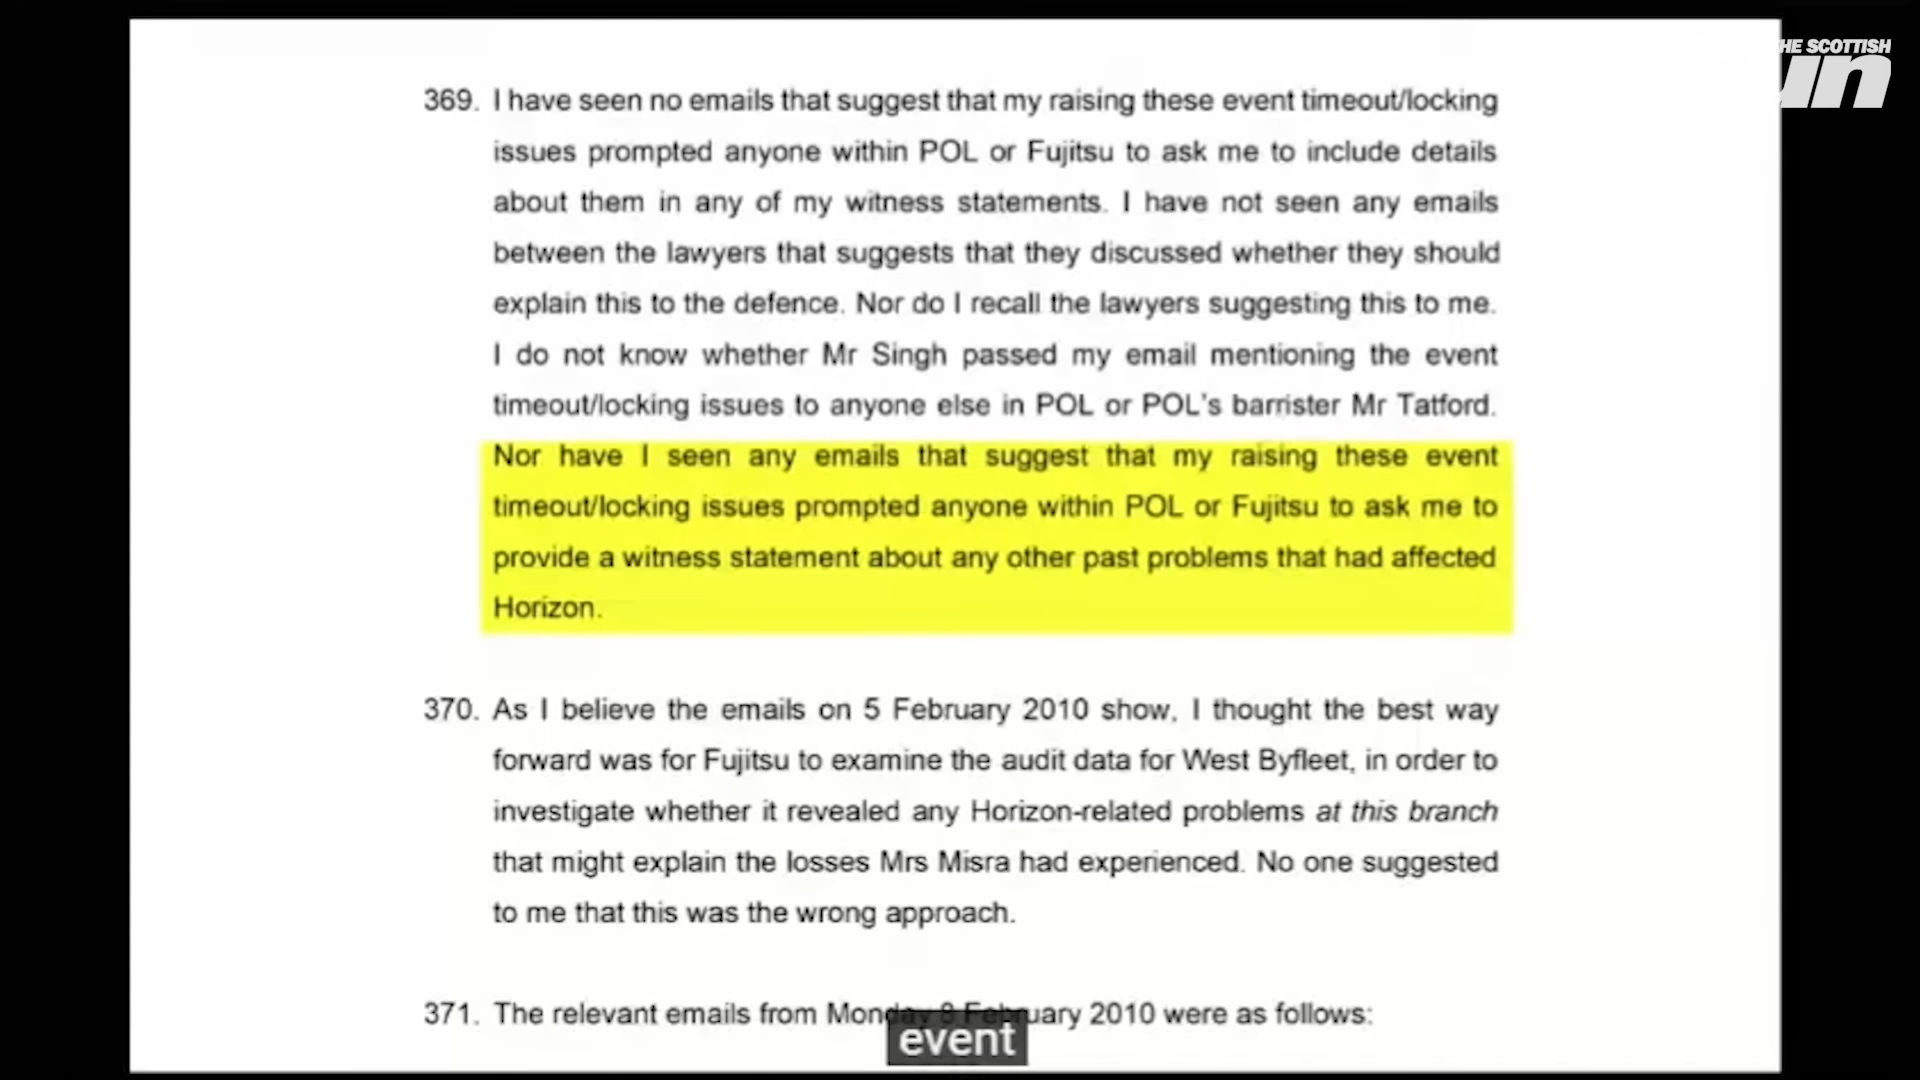 THE SCOTTISH
Sun
369. I have seen no emails that suggest that my raising these event timeout/locking
issues prompted anyone within POL or Fujitsu to ask me to include details
about them in any of my witness statements. I have not seen any emails
between the lawyers that suggests that they discussed whether they should
explain this to the defence. Nor do I recall the lawyers suggesting this to me.
I do not know whether Mr Singh passed my email mentioning the event
timeout/locking issues to anyone else in POL or POL's barrister Mr Tatford.
Nor have I seen any emails that suggest that my raising these event
timeout/locking issues prompted anyone within POL or Fujitsu to ask me to
provide a witness statement about any other past problems that had affected
Horizon.
370. As I believe the emails on 5 February 2010 show, I thought the best way
forward was for Fujitsu to examine the audit data for West Byfleet, in order to
investigate whether it revealed any Horizon-related problems at this branch
that might explain the losses Mrs Misra had experienced. No one suggested
to me that this was the wrong approach.
371. The relevant emails from Monday 8 February 2010 were as follows:
event